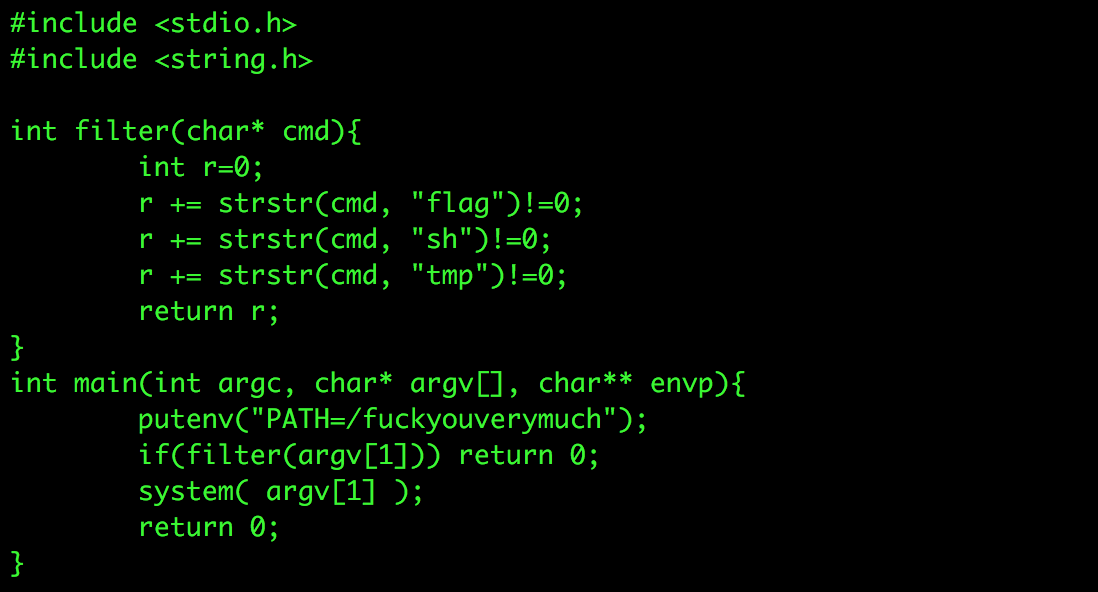 #include <stdio.h>
#include <string.h>

int filter(char* cmd){
        int r=0;
        r += strstr(cmd, "flag")!=0;
        r += strstr(cmd, "sh")!=0;
        r += strstr(cmd, "tmp")!=0;
        return r;
}
int main(int argc, char* argv[], char** envp){
        putenv("PATH=/fuckyouverymuch");
        if(filter(argv[1])) return 0;
        system( argv[1] );
        return 0;
}